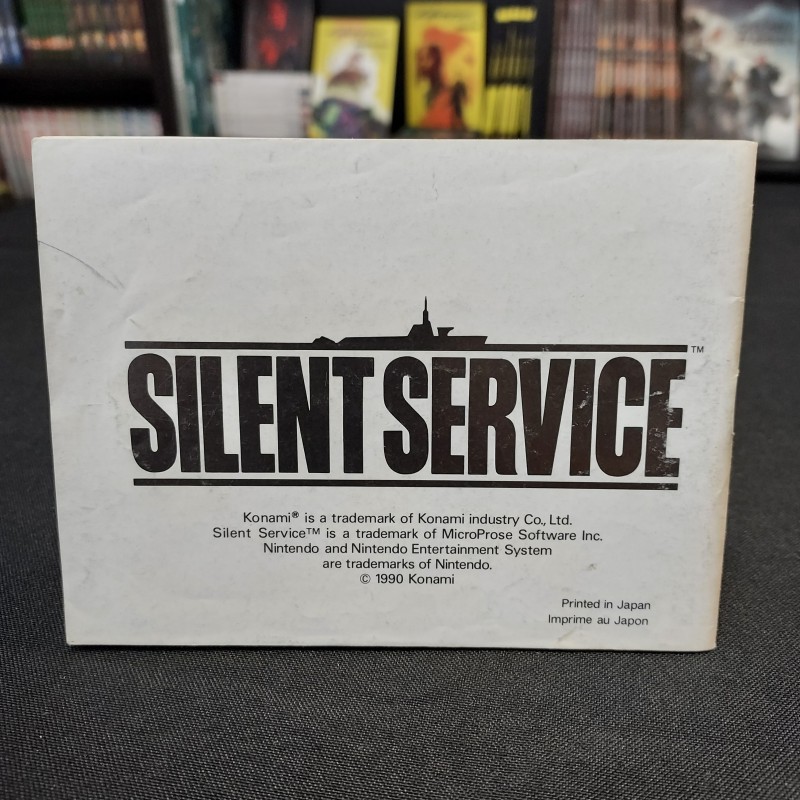 SILENT SERVICE™
Konami® is a trademark of Konami industry Co., Ltd.
Silent Service™ is a trademark of MicroProse Software Inc.
Nintendo and Nintendo Entertainment System
are trademarks of Nintendo.
© 1990 Konami
Printed in Japan
Imprime au Japon